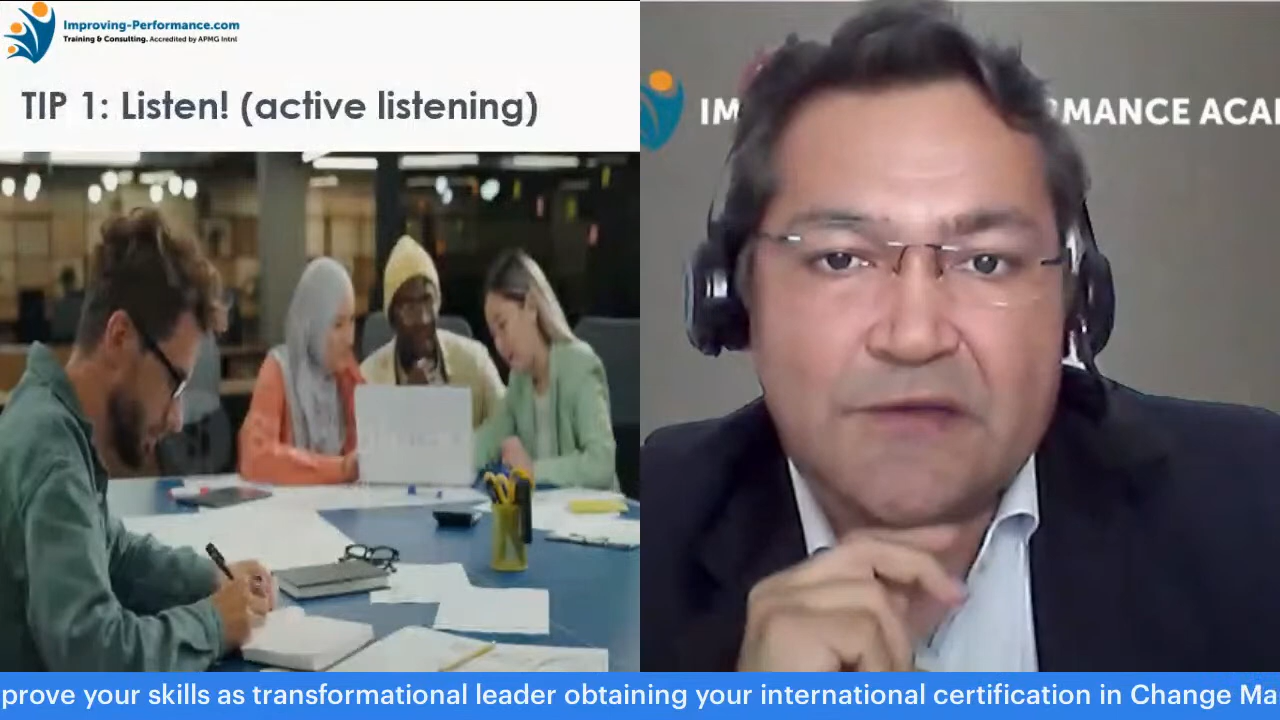 Improving-Performance.com
Training & Consulting. Accredited by APMG Intnl
TIP 1: Listen! (active listening)
IM RMANCE ACA
prove your skills as transformational leader obtaining your international certification in Change Ma